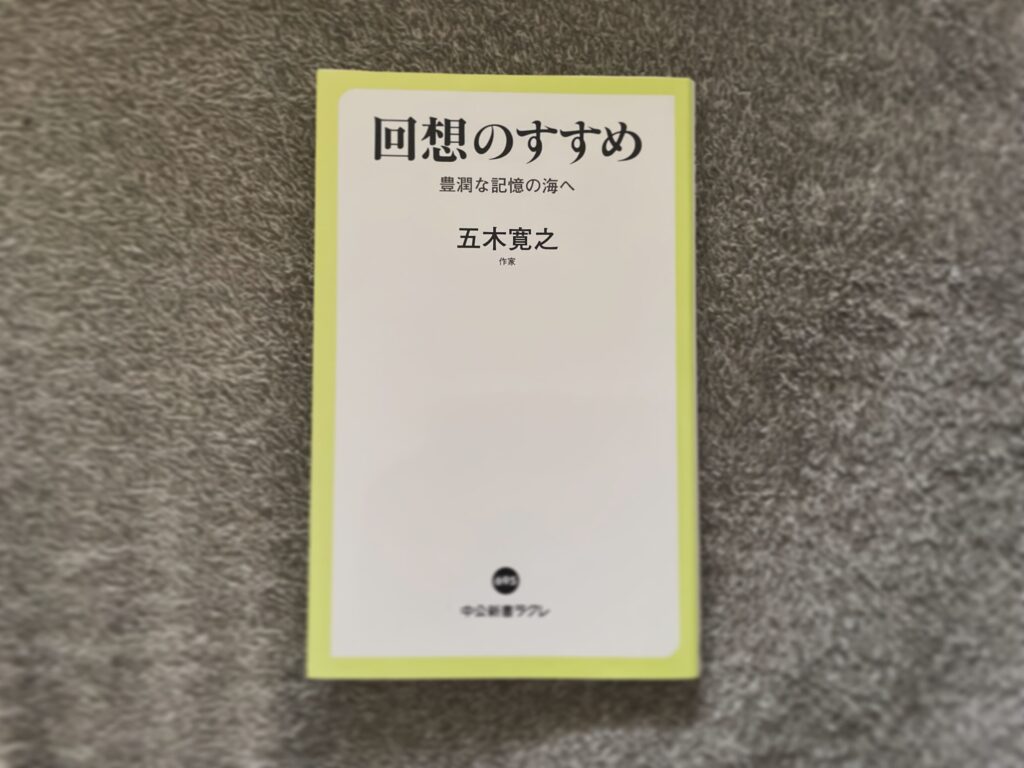 回想のすすめ
豊潤な記憶の海へ
五木寛之
作家
695
中公新書ラクレ